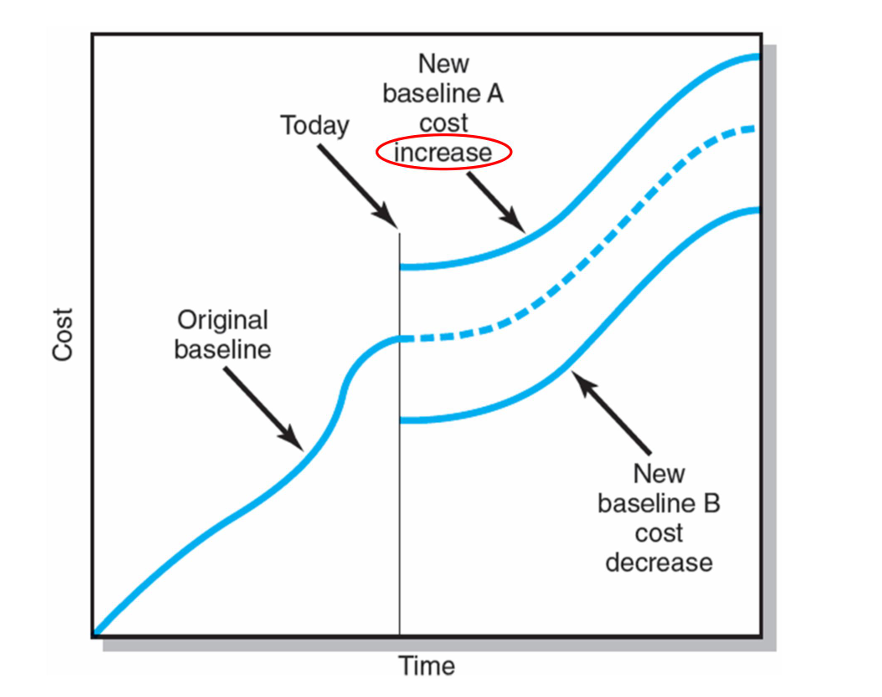 New
baseline A
cost
increase
Today
Original
baseline
Cost
New
baseline B
cost
decrease
Time